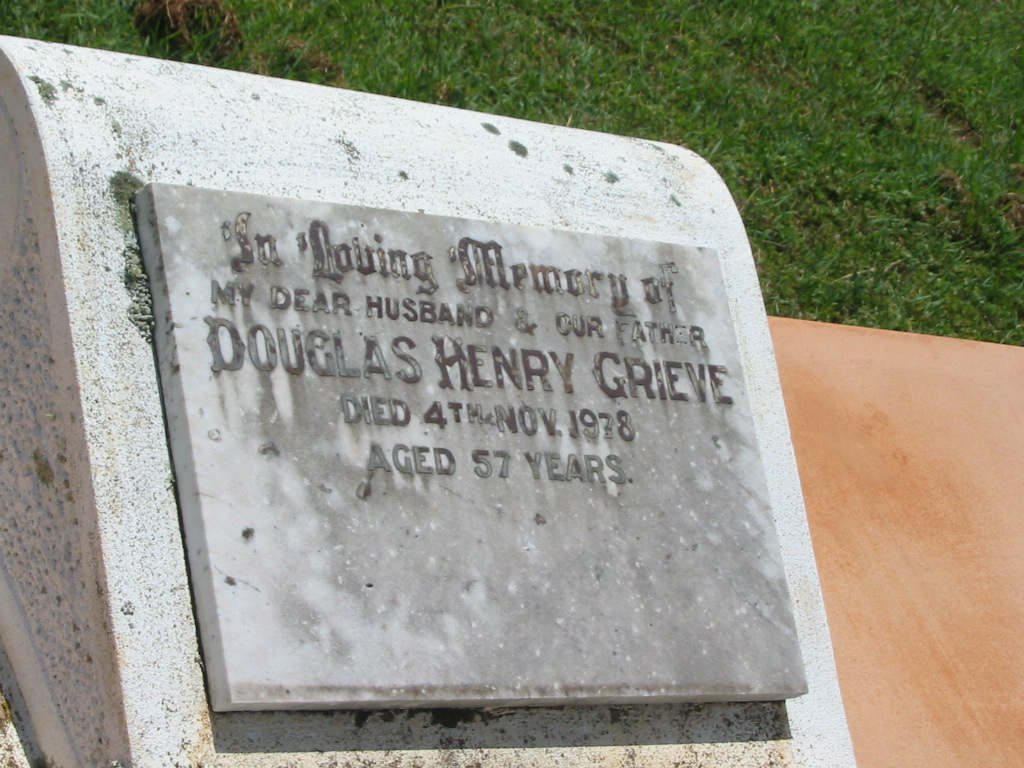 In Loving Memory of
MY DEAR HUSBAND & OUR FATHER
DOUGLAS HENRY GRIEVE
DIED 4TH NOV. 1978
AGED 57 YEARS.